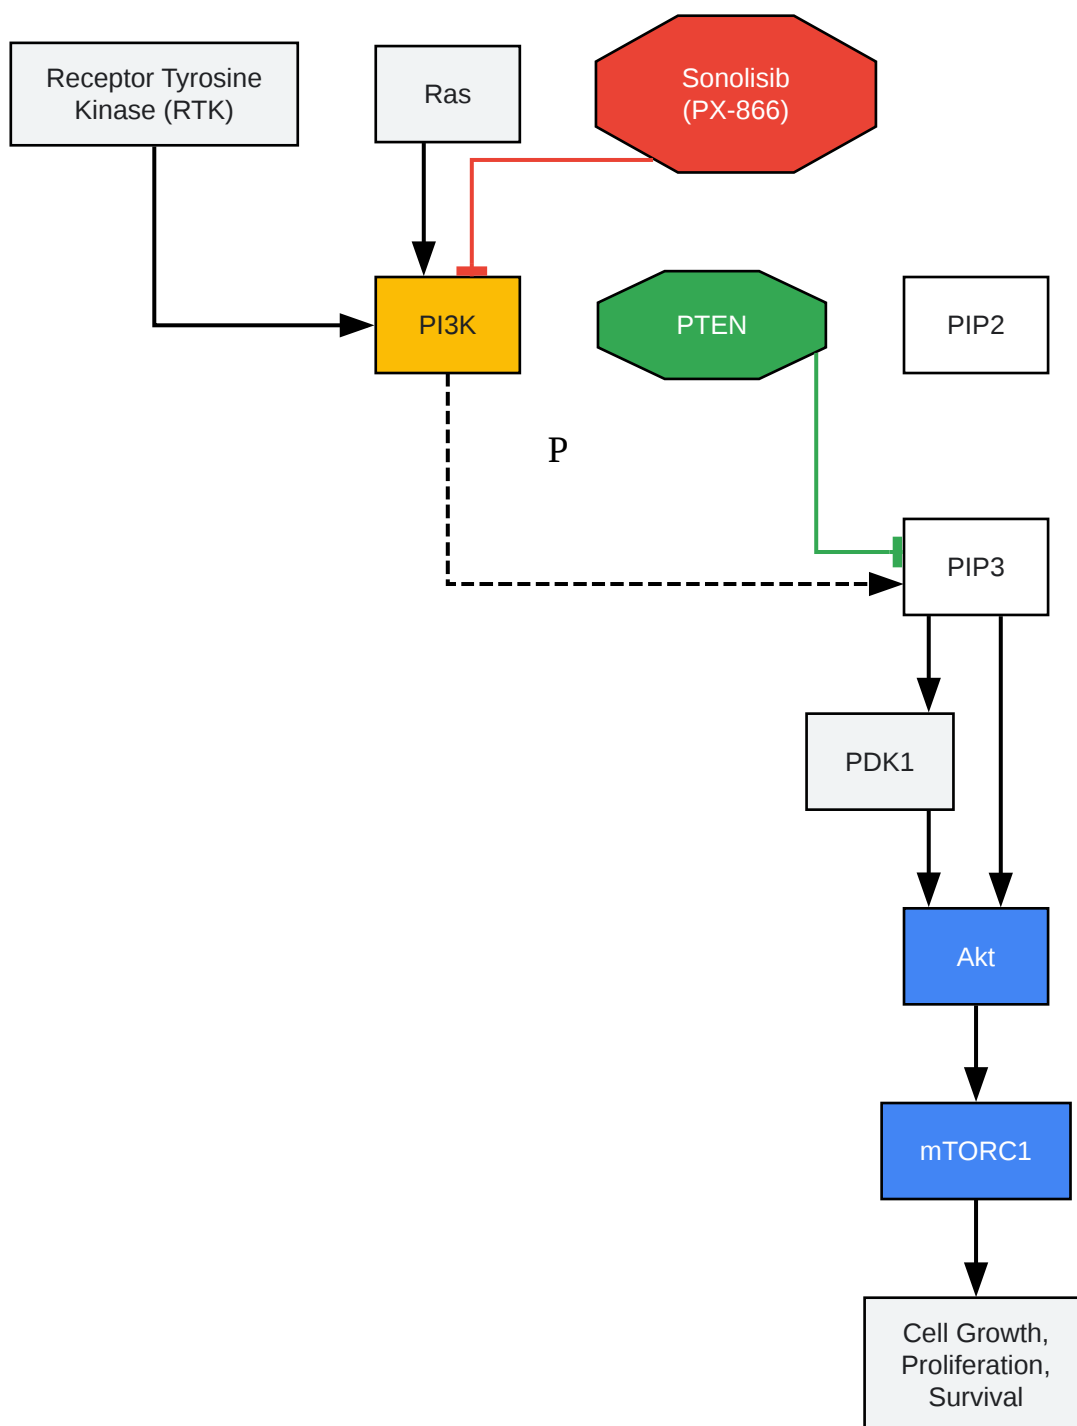 Receptor Tyrosine
Kinase (RTK)
Ras
Sonolisib
(PX-866)
PI3K
PTEN
PIP2
P
PIP3
PDK1
Akt
mTORC1
Cell Growth,
Proliferation,
Survival